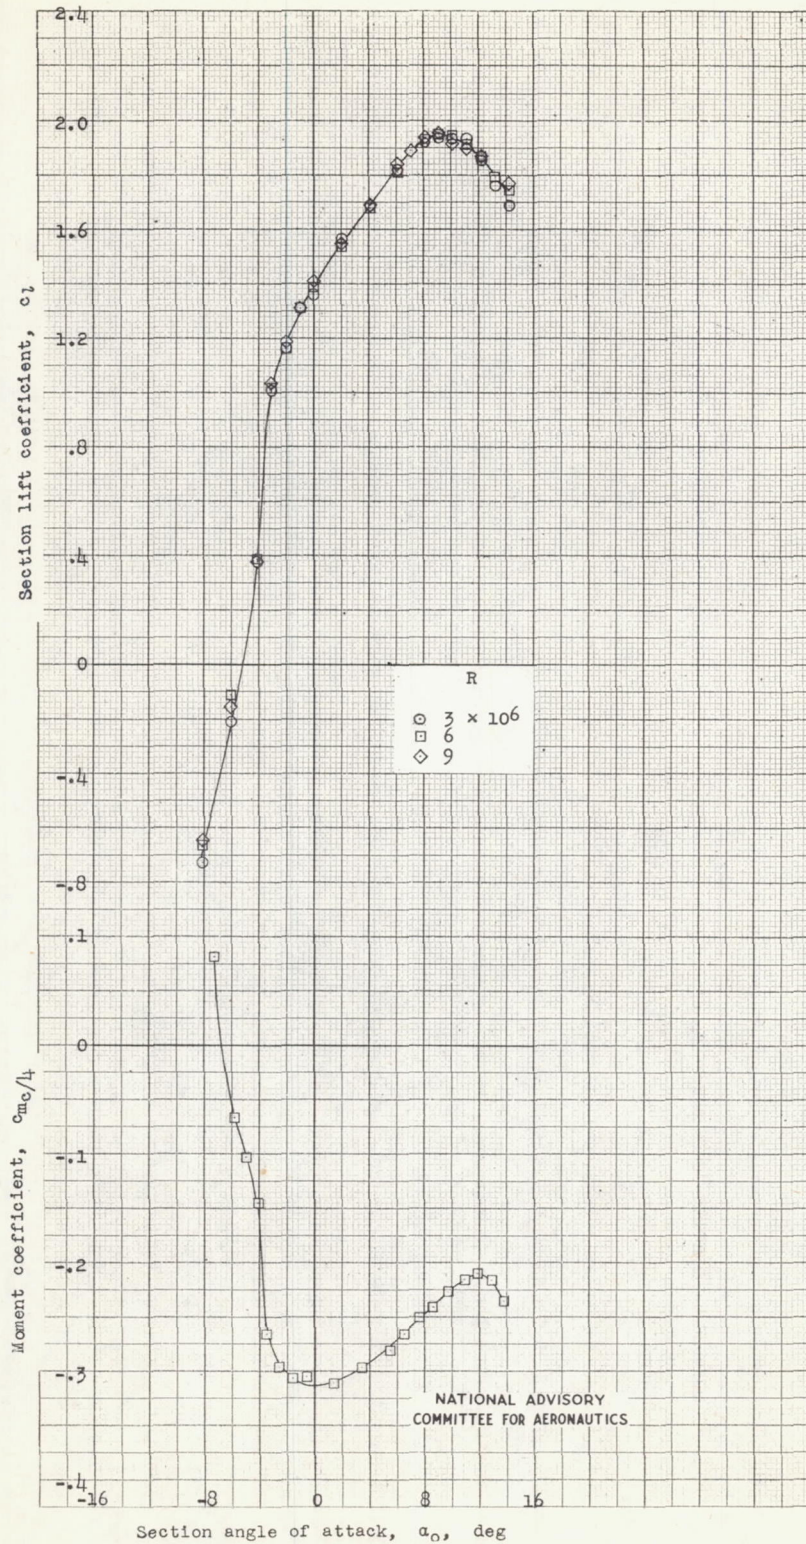 2.4
2.0
1.6
1.2
.8
.4
0
-.4
-.8
Section lift coefficient, cl
R
3 × 10⁶
6
9
.1
0
-.1
-.2
-.3
-.4
Moment coefficient, cmc/4
NATIONAL ADVISORY
COMMITTEE FOR AERONAUTICS
-16 -8 0 8 16
Section angle of attack, αo, deg